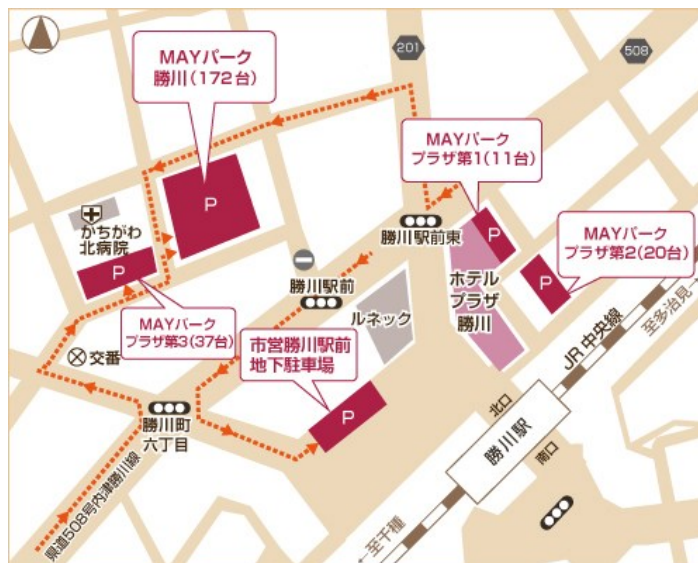 MAYパーク
勝川(172台)
201
508
MAYパーク
プラザ第1(11台)
P
かちがわ
北病院
P
勝川駅前東
P
MAYパーク
プラザ第2(20台)
P
ホテル
プラザ
勝川
勝川駅前
ルネック
MAYパーク
プラザ第3(37台)
交番
市営勝川駅前
地下駐車場
P
JR中央線
至多治見
勝川町
六丁目
北口
勝川駅
南口
県道508号内津勝川線
至千種